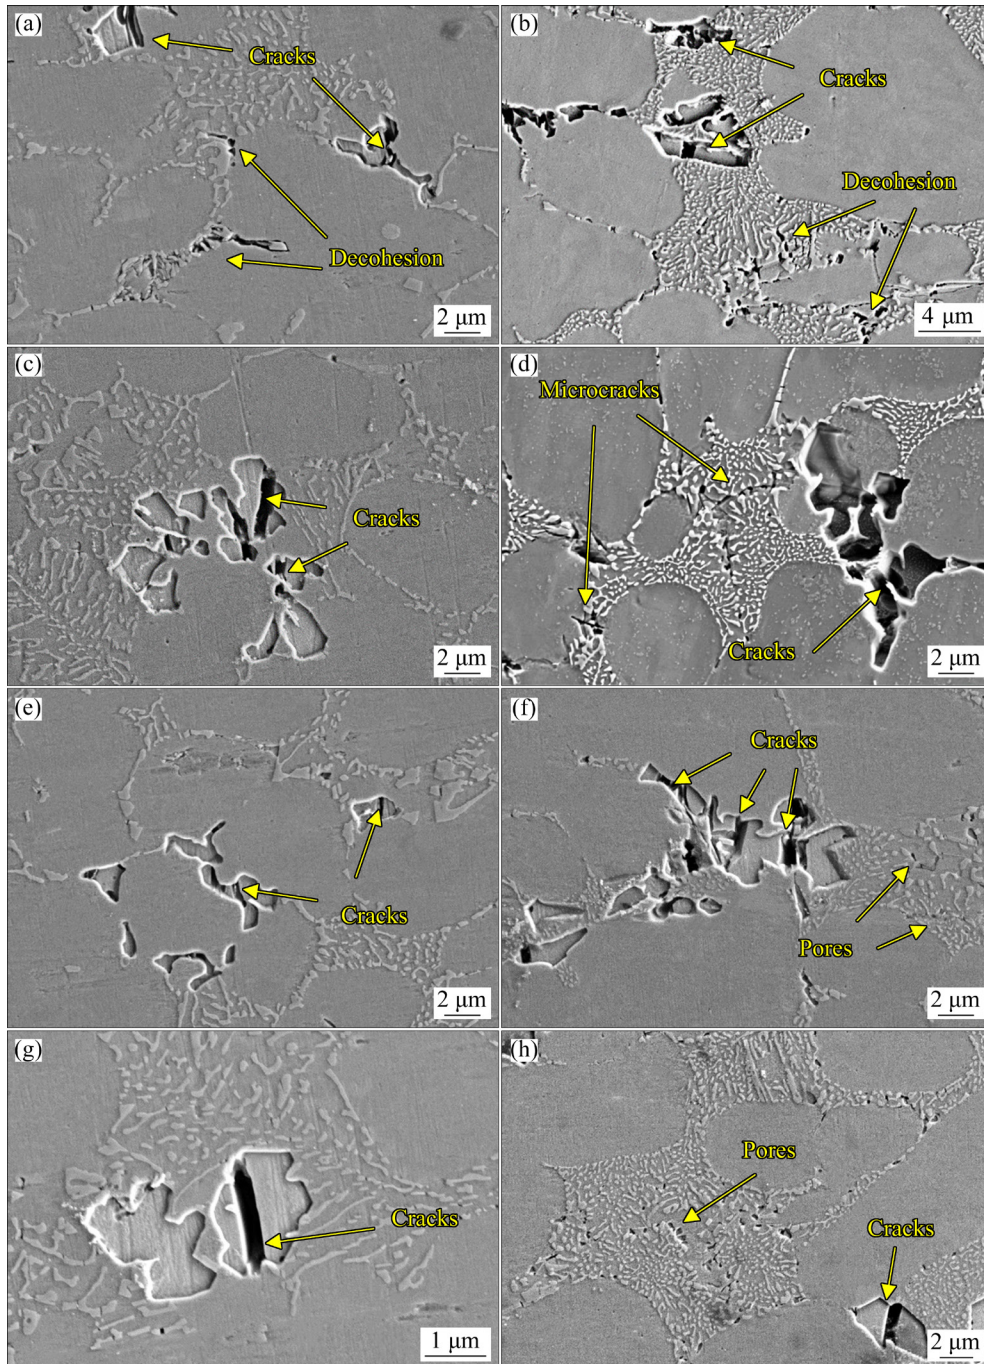 (a)
Cracks
Decohesion
2 μm
(b)
Cracks
Decohesion
4 μm
(c)
Cracks
2 μm
(d)
Microcracks
Cracks
2 μm
(e)
Cracks
2 μm
(f)
Cracks
Pores
2 μm
(g)
Cracks
1 μm
(h)
Pores
Cracks
2 μm